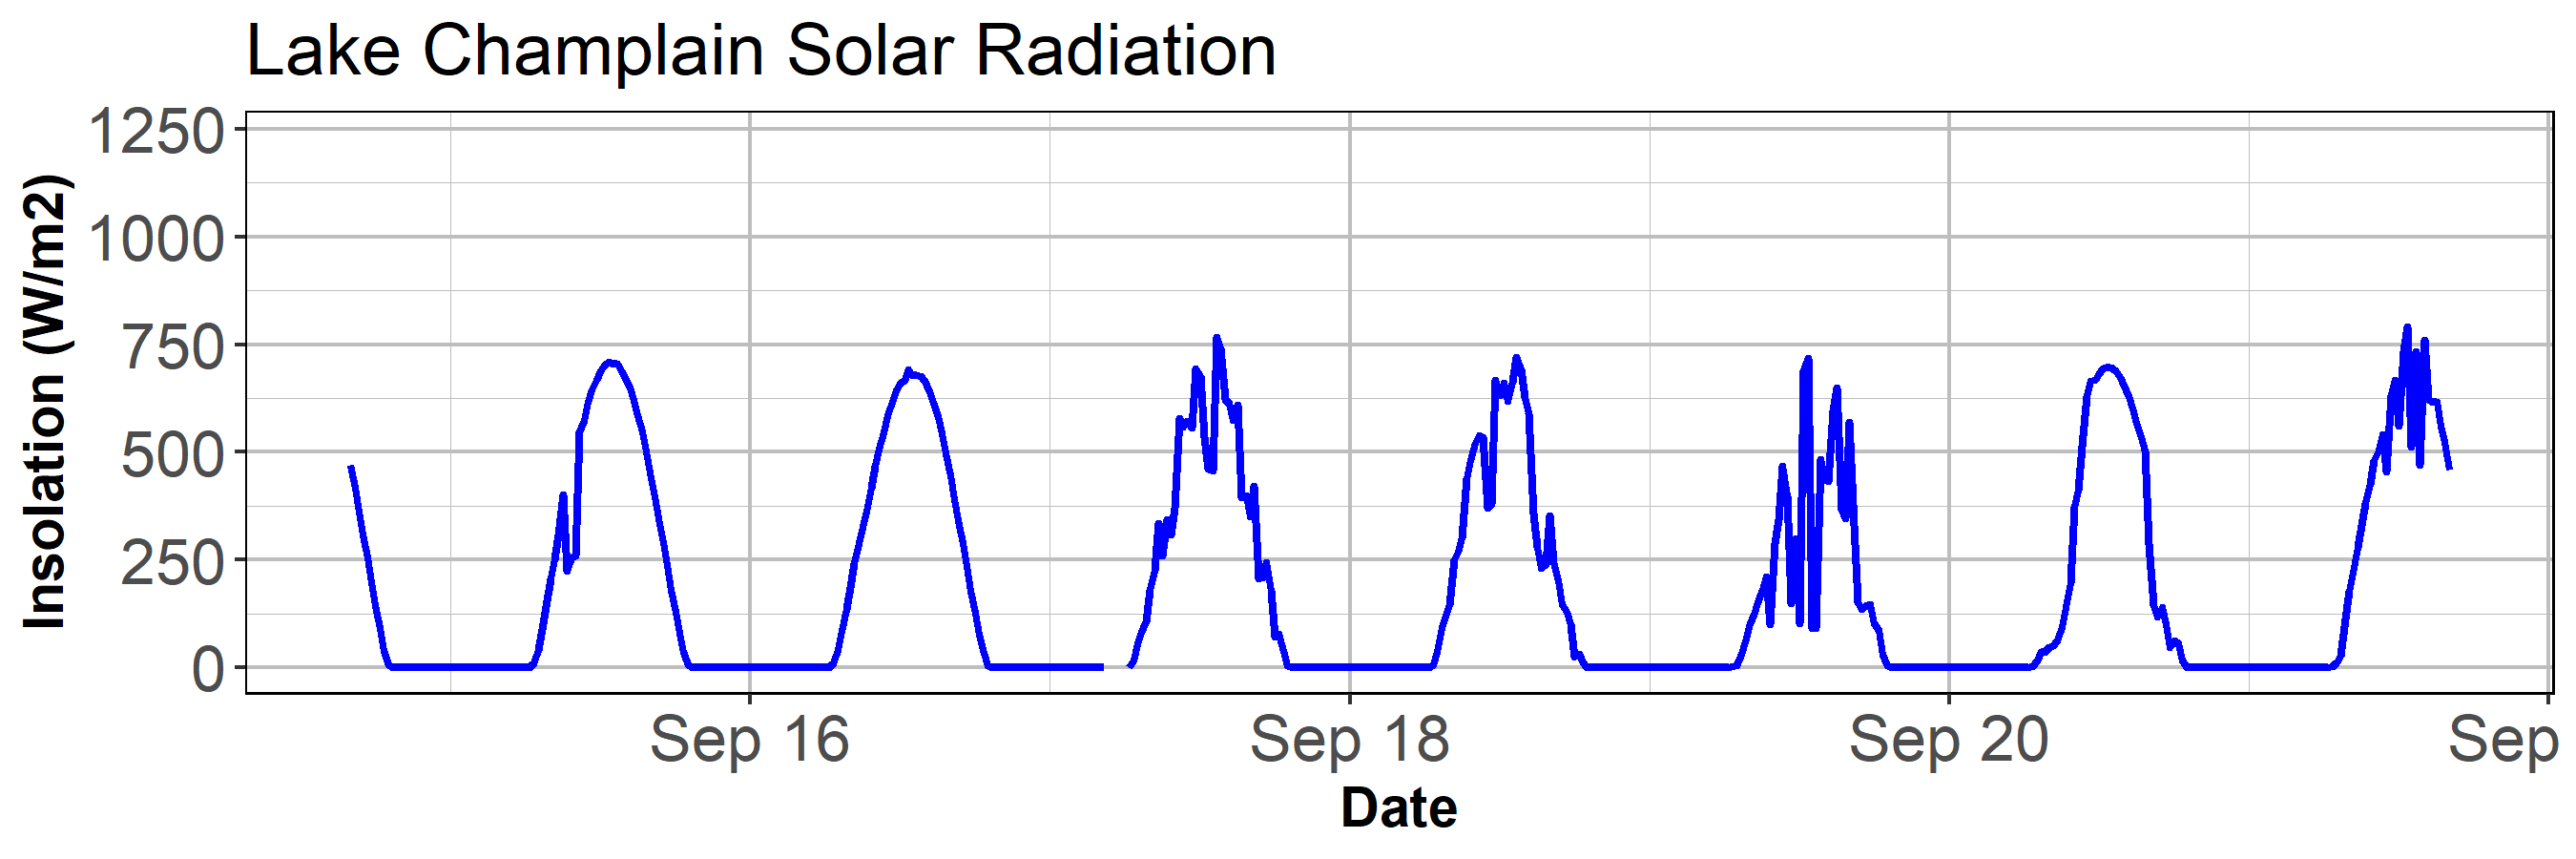 Lake Champlain Solar Radiation
1250
1000
750
500
250
0
Insolation (W/m2)
Sep 16 Sep 18 Sep 20 Sep
Date